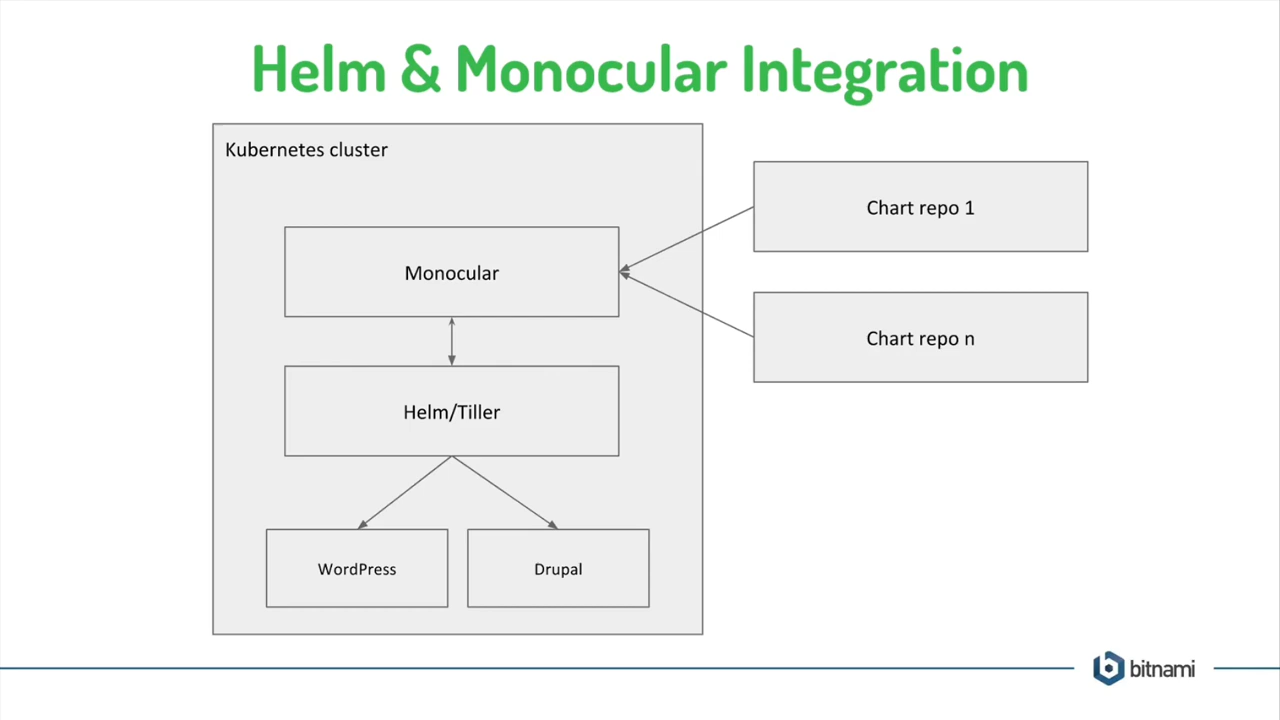 Helm & Monocular Integration
Kubernetes cluster
Monocular
Chart repo 1
Chart repo n
Helm/Tiller
WordPress
Drupal
bitnami